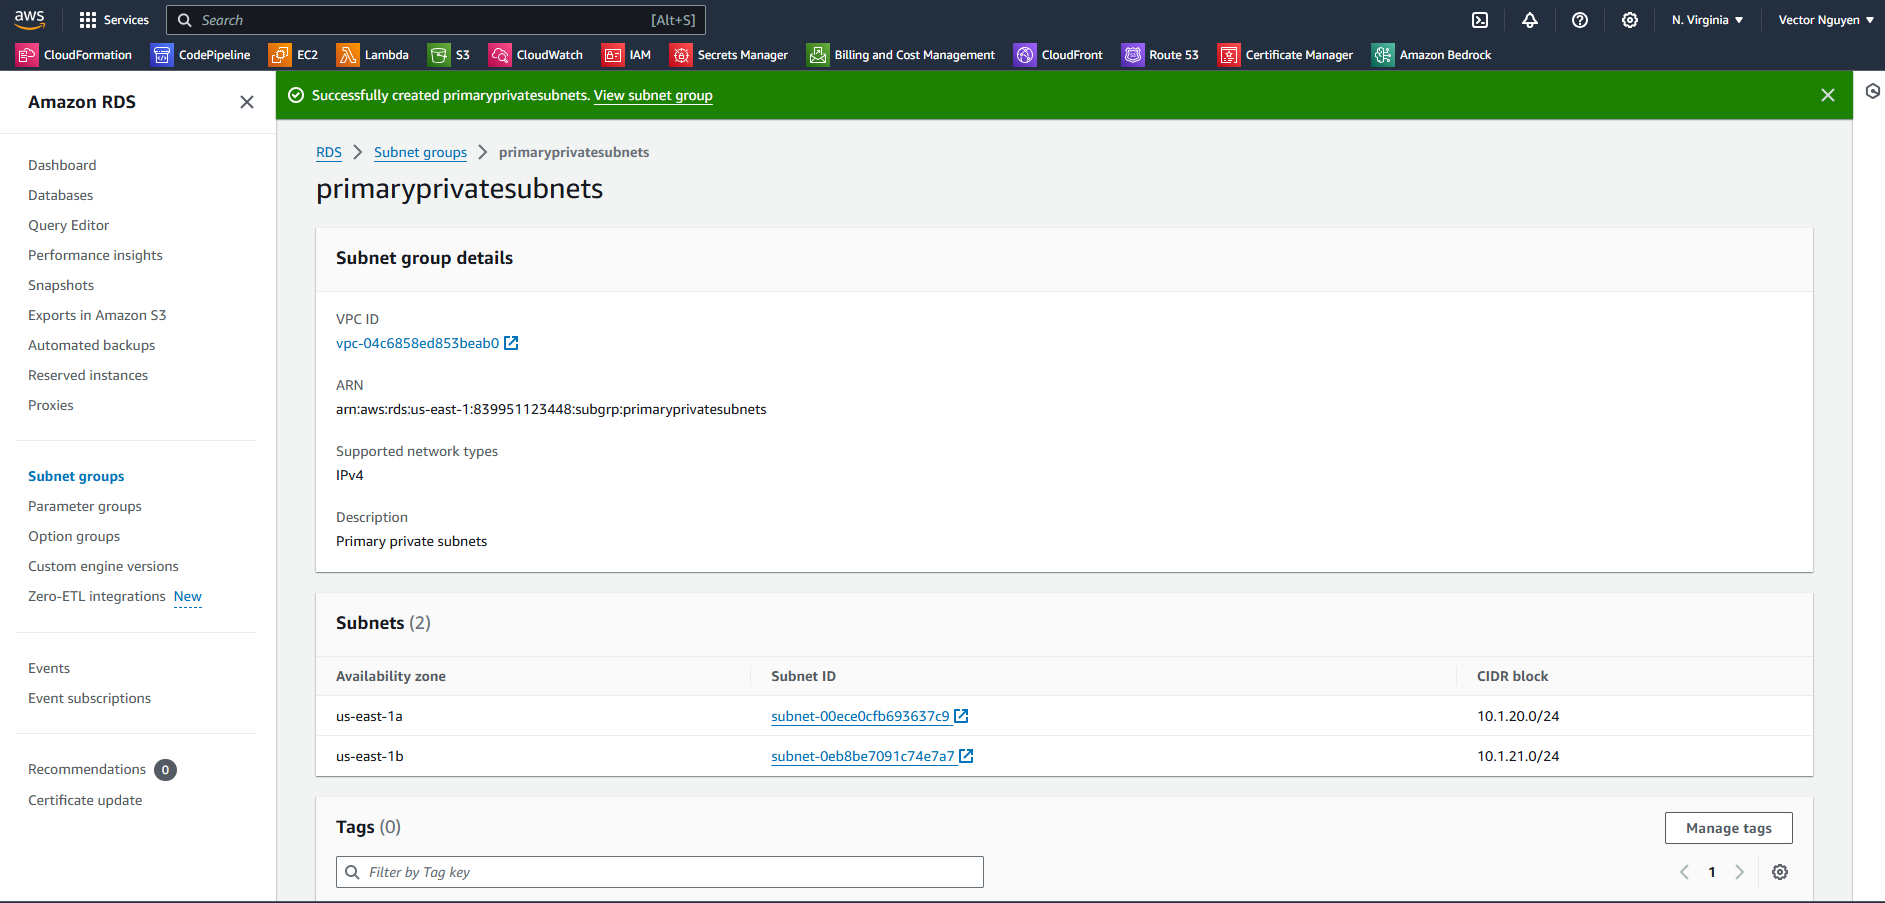 aws Services Search [Alt+S] N. Virginia Vector Nguyen
CloudFormation CodePipeline EC2 Lambda S3 CloudWatch IAM Secrets Manager Billing and Cost Management CloudFront Route 53 Certificate Manager Amazon Bedrock
Amazon RDS
Dashboard
Databases
Query Editor
Performance insights
Snapshots
Exports in Amazon S3
Automated backups
Reserved instances
Proxies
Subnet groups
Parameter groups
Option groups
Custom engine versions
Zero-ETL integrations New
Events
Event subscriptions
Recommendations 0
Certificate update
Successfully created primaryprivatesubnets. View subnet group
RDS Subnet groups primaryprivatesubnets
primaryprivatesubnets
Subnet group details
VPC ID
vpc-04c6858ed853beab0
ARN
arn:aws:rds:us-east-1:839951123448:subgrp:primaryprivatesubnets
Supported network types
IPv4
Description
Primary private subnets
Subnets (2)
Availability zone Subnet ID CIDR block
us-east-1a subnet-00ece0cfb693637c9 10.1.20.0/24
us-east-1b subnet-0eb8be7091c74e7a7 10.1.21.0/24
Tags (0) Manage tags
Filter by Tag key 1